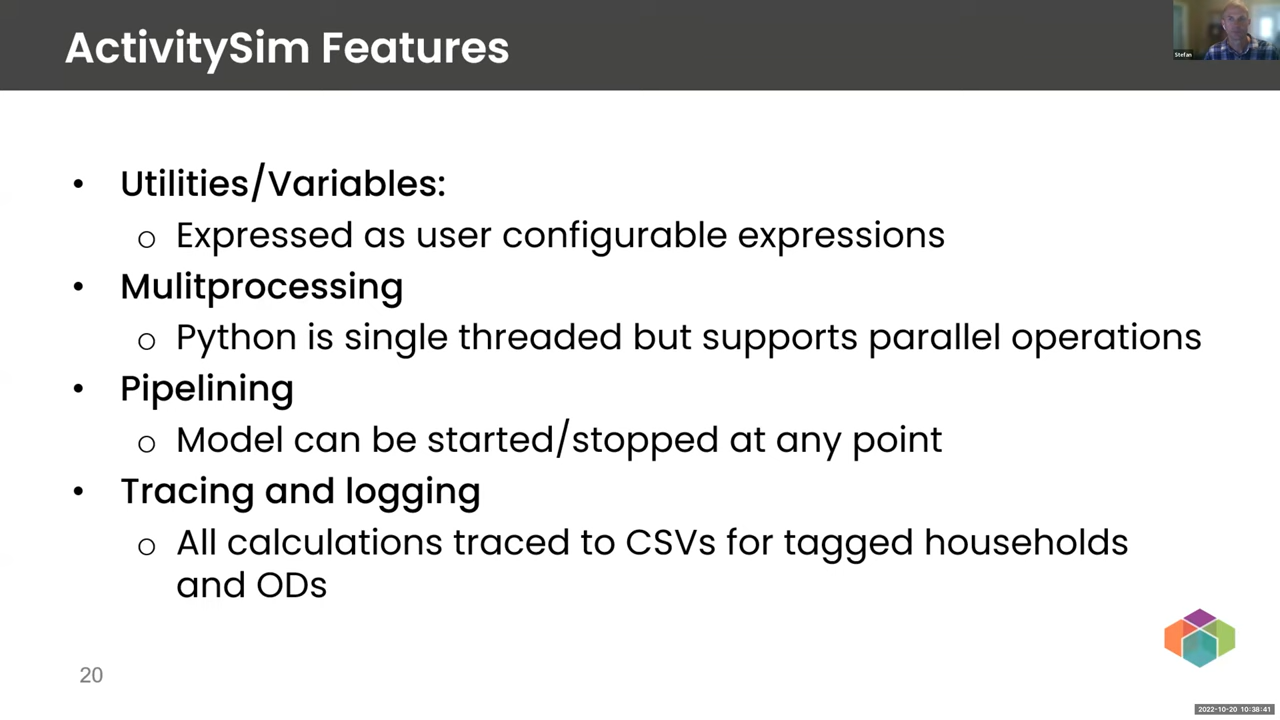 ActivitySim Features
Stefan
• Utilities/Variables:
o Expressed as user configurable expressions
• Mulitprocessing
o Python is single threaded but supports parallel operations
• Pipelining
o Model can be started/stopped at any point
• Tracing and logging
o All calculations traced to CSVs for tagged households
and ODs
20
2022-10-20 10:38:41